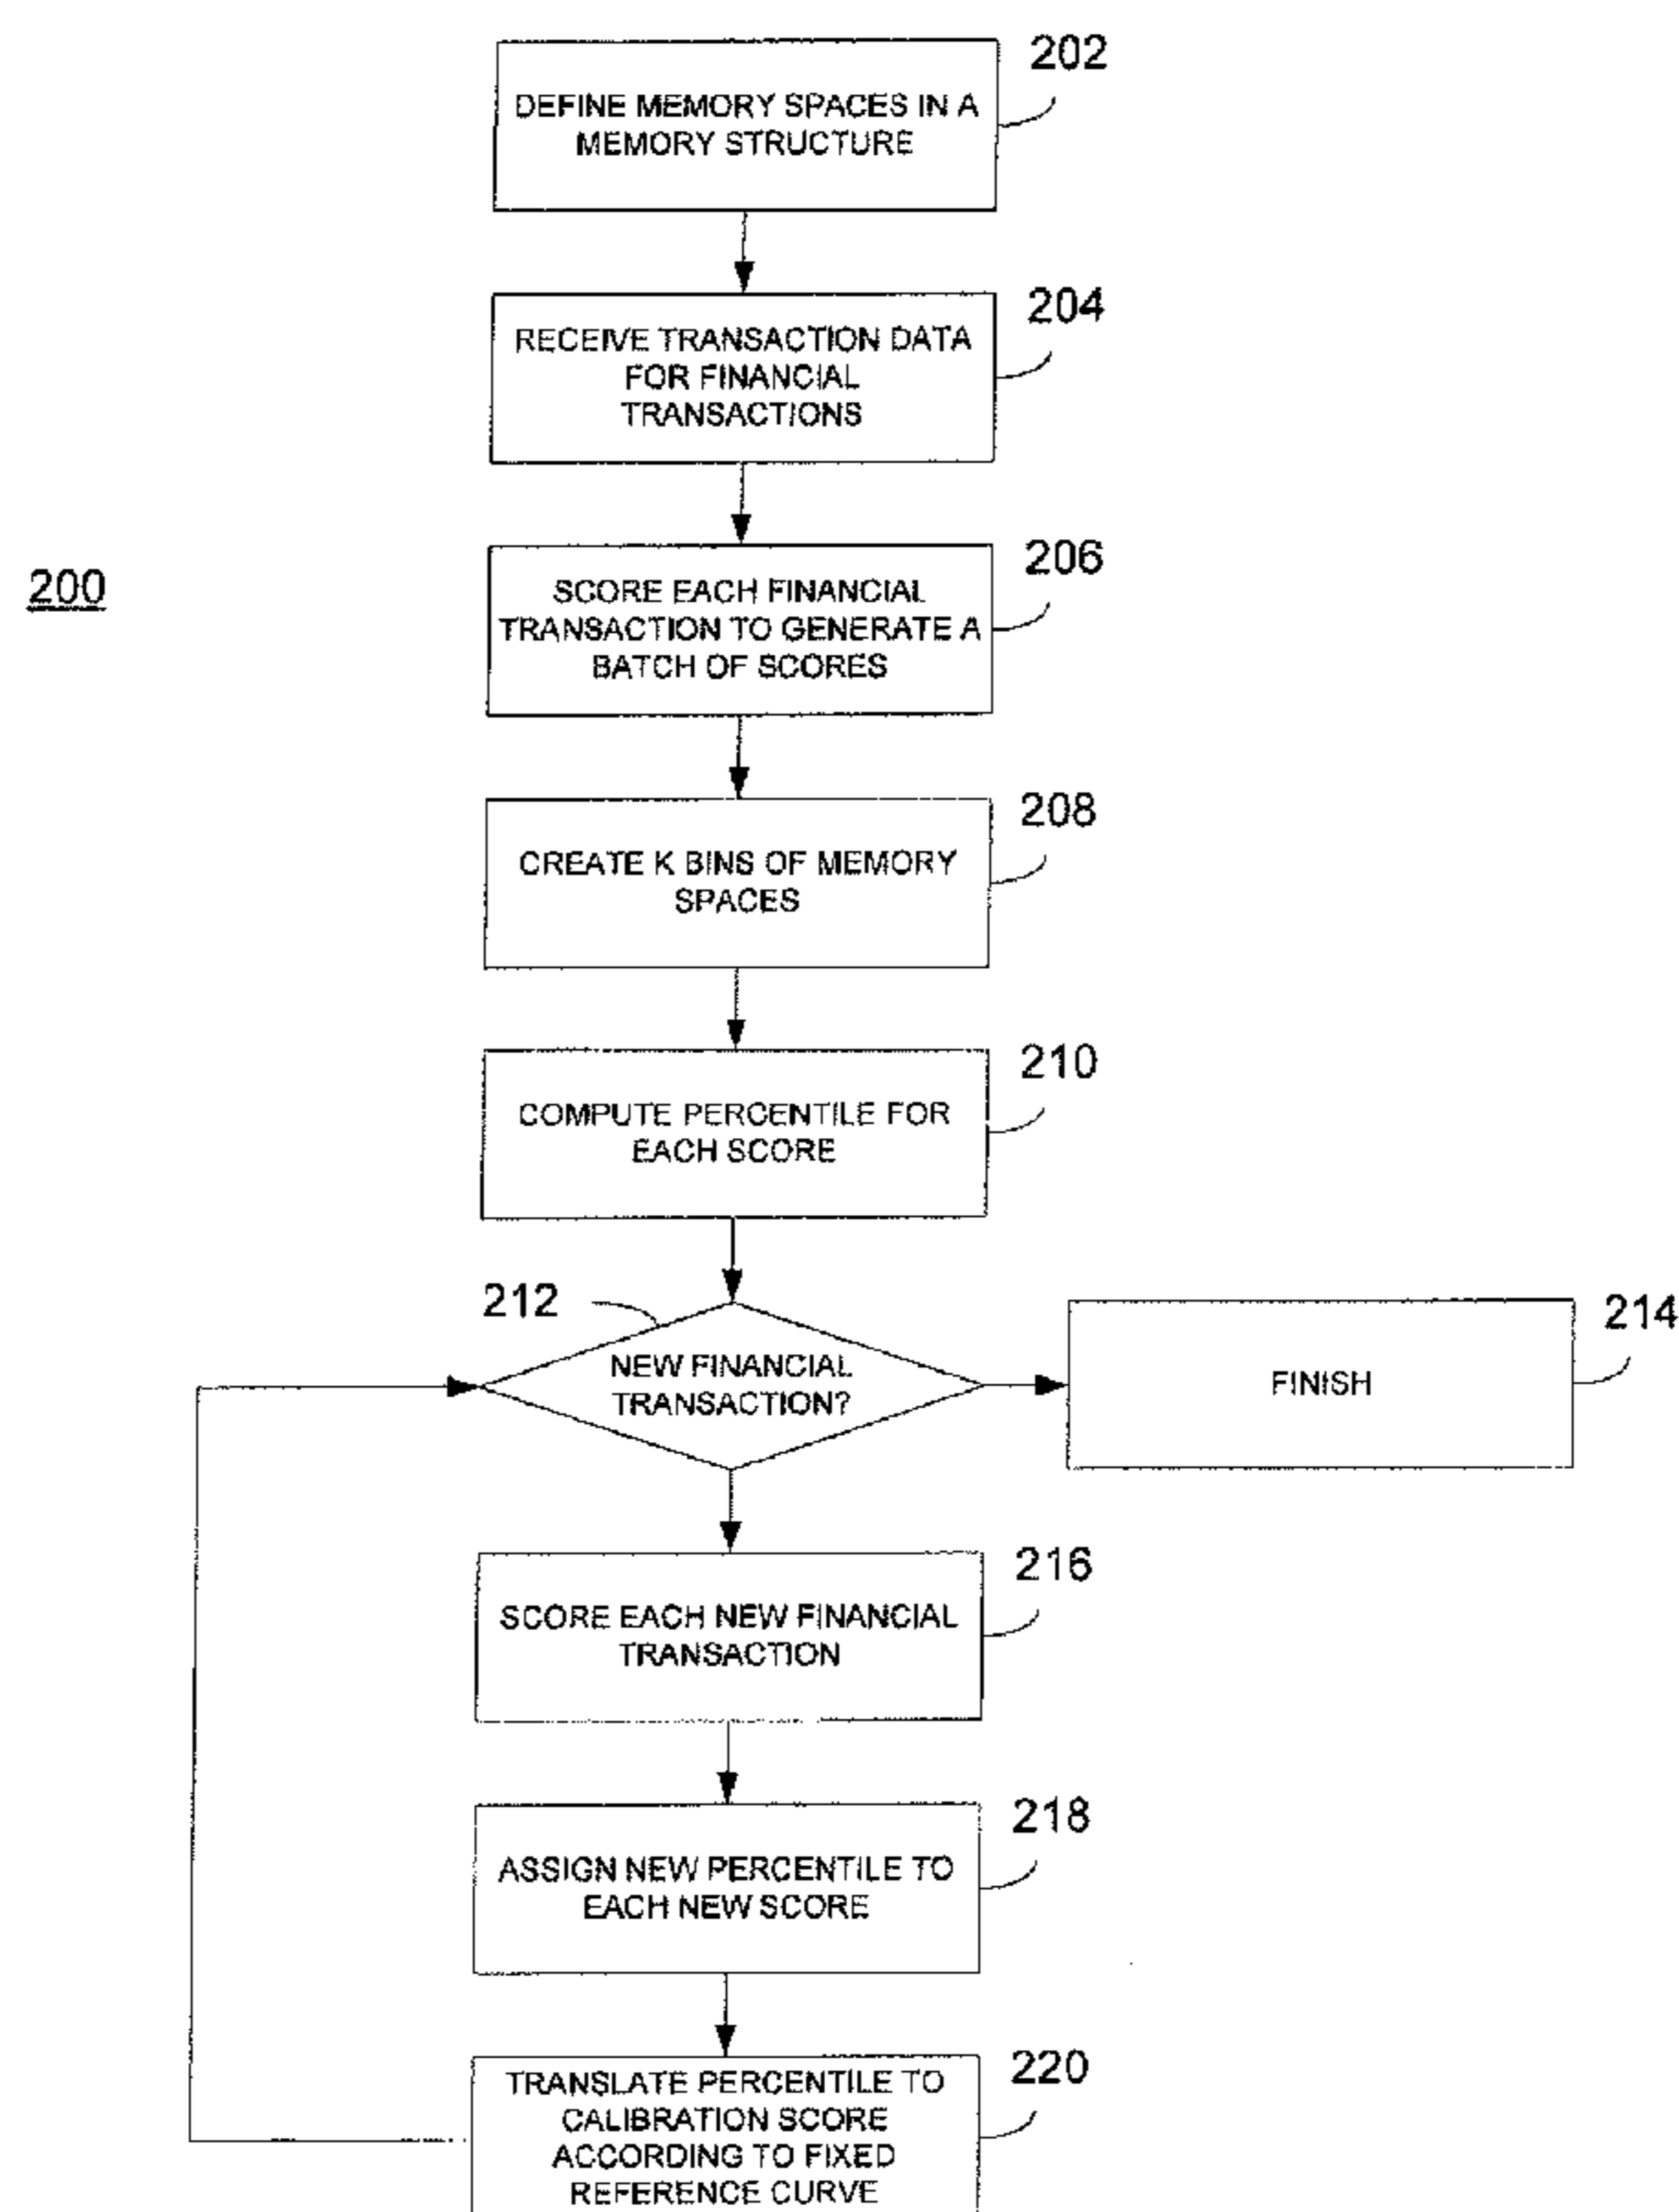 202
DEFINE MEMORY SPACES IN A
MEMORY STRUCTURE
204
RECEIVE TRANSACTION DATA
FOR FINANCIAL
TRANSACTIONS
200
206
SCORE EACH FINANCIAL
TRANSACTION TO GENERATE A
BATCH OF SCORES
208
CREATE K BINS OF MEMORY
SPACES
210
COMPUTE PERCENTILE FOR
EACH SCORE
212
NEW FINANCIAL
TRANSACTION?
214
FINISH
216
SCORE EACH NEW FINANCIAL
TRANSACTION
218
ASSIGN NEW PERCENTILE TO
EACH NEW SCORE
220
TRANSLATE PERCENTILE TO
CALIBRATION SCORE
ACCORDING TO FIXED
REFERENCE CURVE